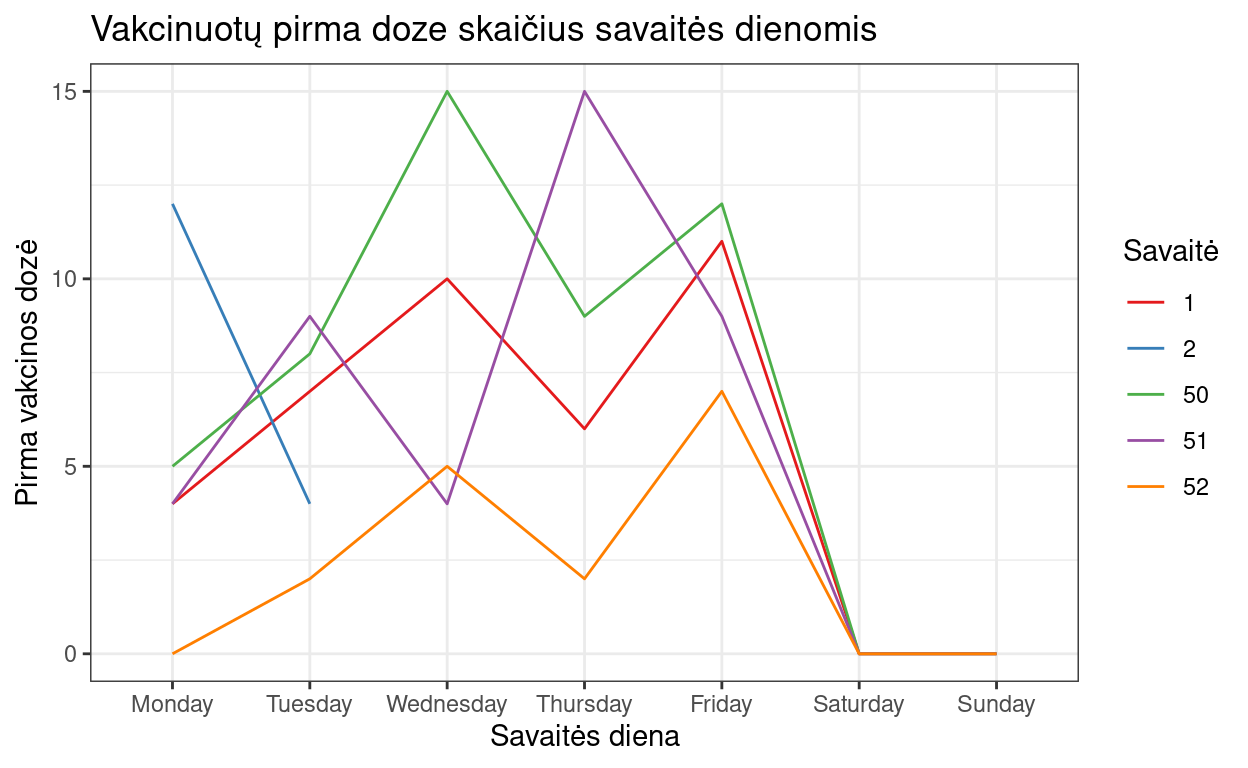 Vakcinuotų pirma doze skaičius savaitės dienomis
Pirma vakcinos dozė
15
10
5
0
Monday Tuesday Wednesday Thursday Friday Saturday Sunday
Savaitės diena
Savaitė
1
2
50
51
52